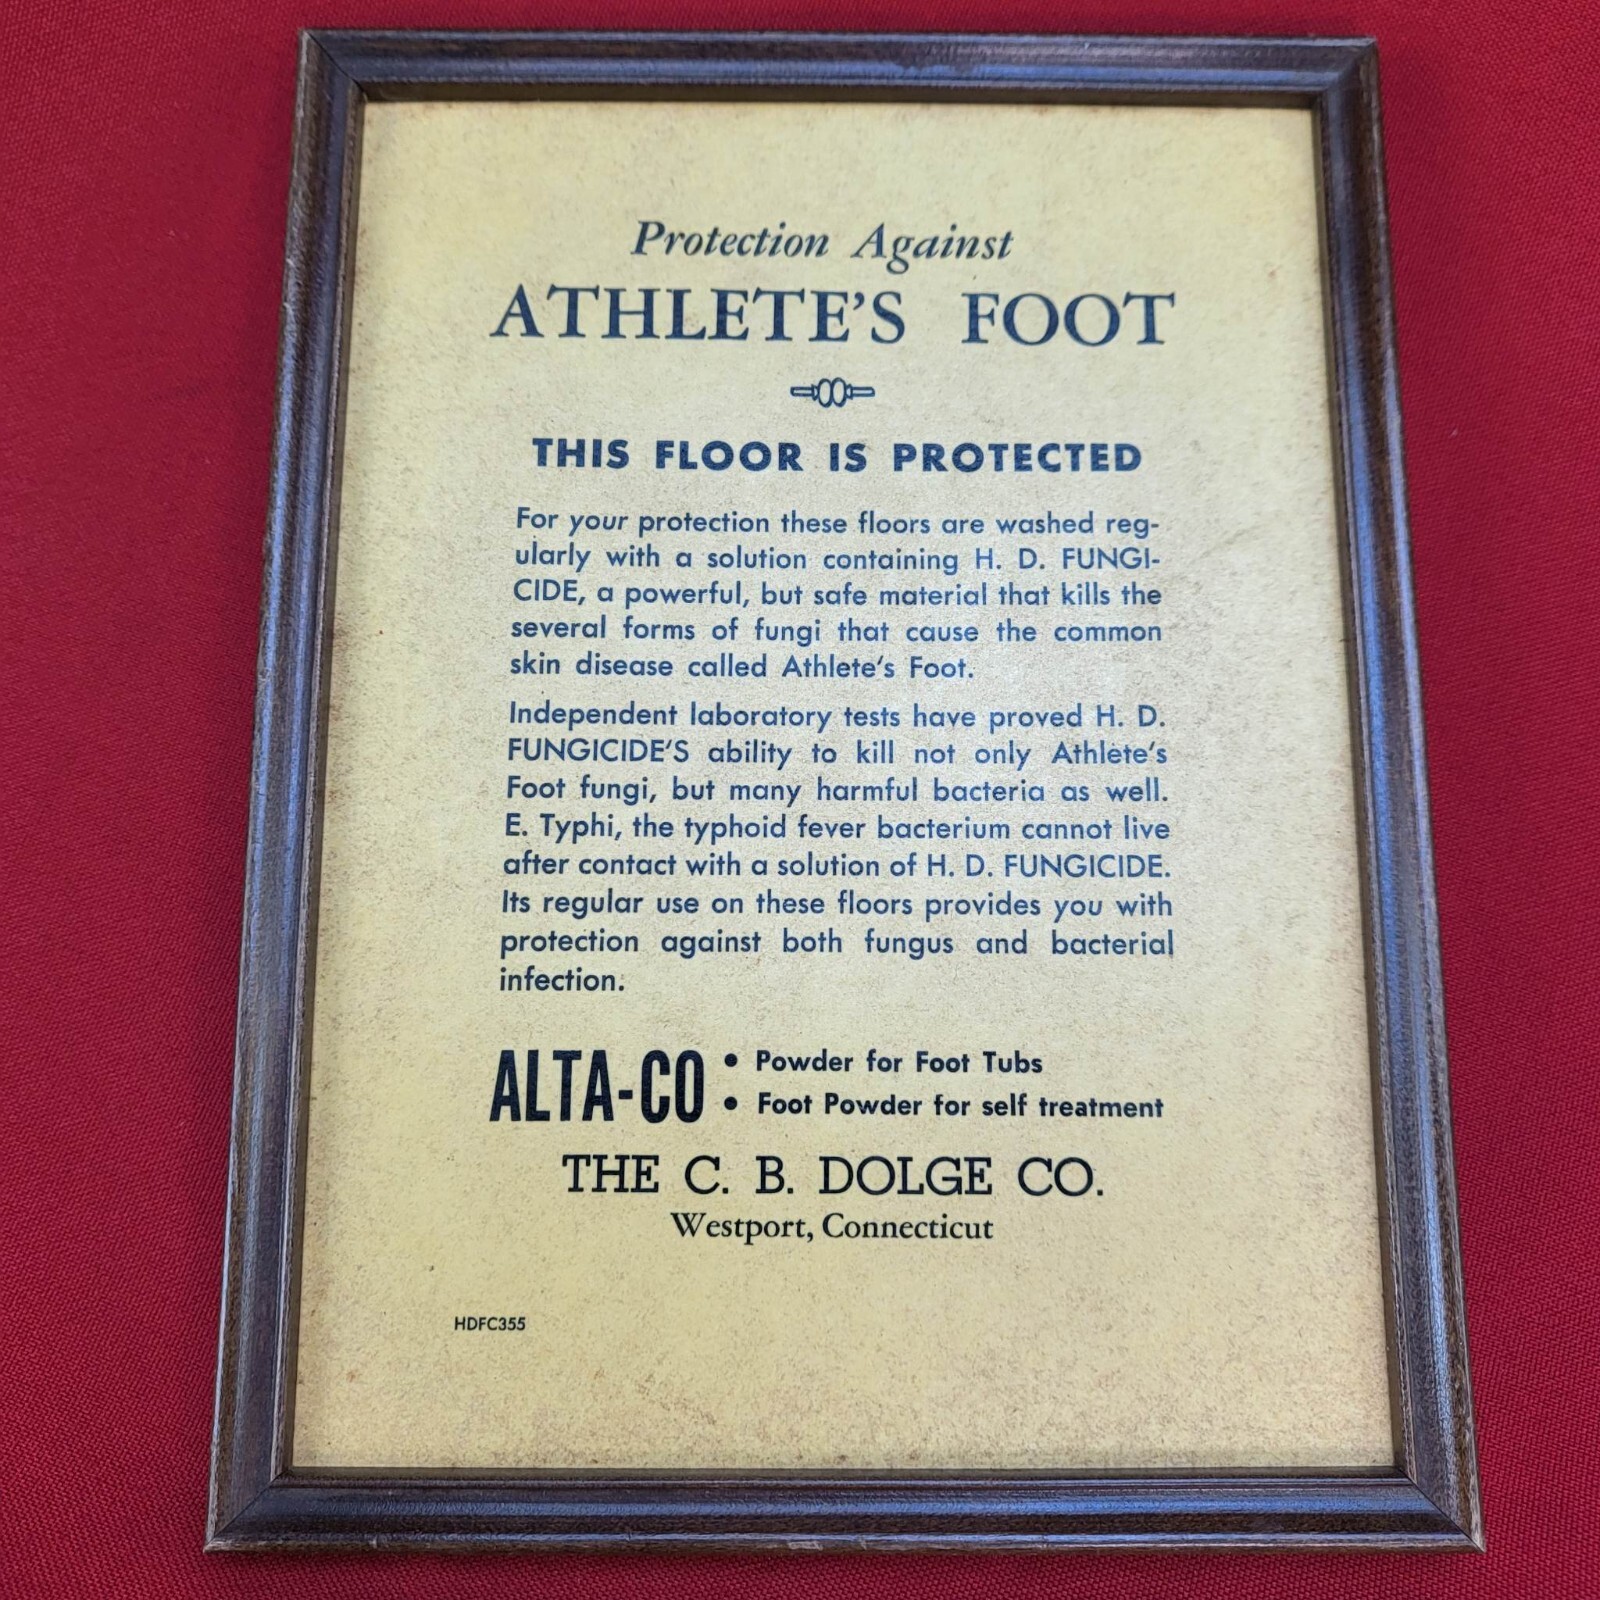 Protection Against
ATHLETE'S FOOT
THIS FLOOR IS PROTECTED
For your protection these floors are washed reg-
ularly with a solution containing H. D. FUNGI-
CIDE, a powerful, but safe material that kills the
several forms of fungi that cause the common
skin disease called Athlete's Foot.
Independent laboratory tests have proved H. D.
FUNGICIDE'S ability to kill not only Athlete's
Foot fungi, but many harmful bacteria as well.
E. Typhi, the typhoid fever bacterium cannot live
after contact with a solution of H. D. FUNGICIDE.
Its regular use on these floors provides you with
protection against both fungus and bacterial
infection.
ALTA-CO • Powder for Foot Tubs
• Foot Powder for self treatment
THE C. B. DOLGE CO.
Westport, Connecticut
HDFC355